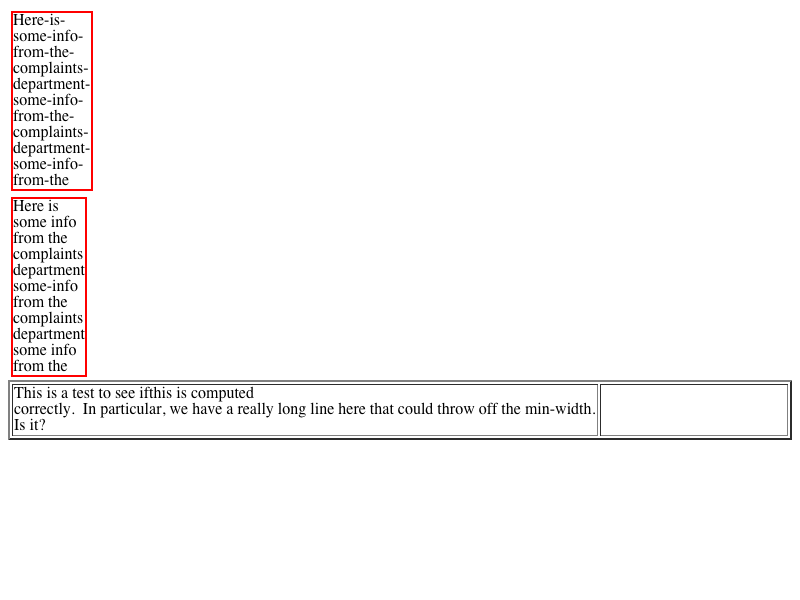 Here-is-
some-info-
from-the-
complaints-
department-
some-info-
from-the-
complaints-
department-
some-info-
from-the
Here is
some info
from the
complaints
department
some-info
from the
complaints
department
some info
from the
This is a test to see ifthis is computed
correctly.  In particular, we have a really long line here that could throw off the min-width.
Is it?